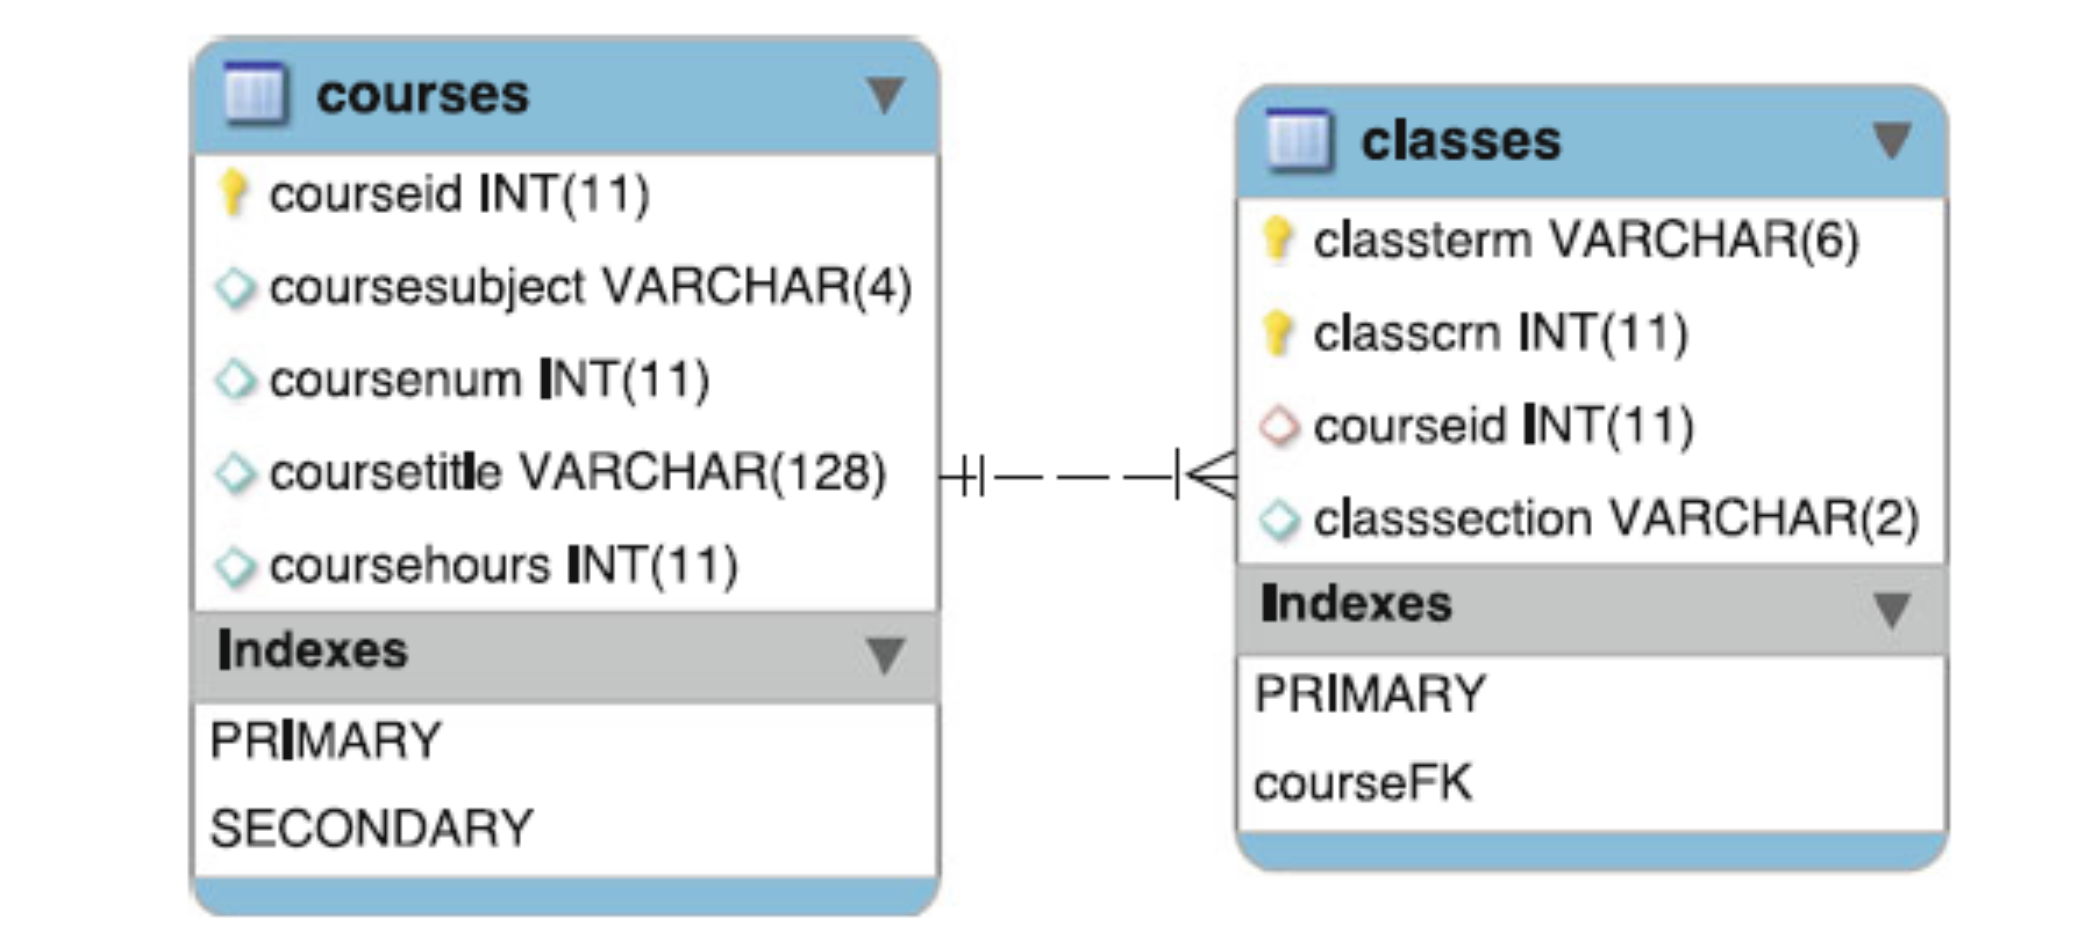 courses
courseid INT(11)
coursesubject VARCHAR(4)
coursenum INT(11)
coursetitle VARCHAR(128)
coursehours INT(11)
Indexes
PRIMARY
SECONDARY
classes
classterm VARCHAR(6)
classcrn INT(11)
courseid INT(11)
classsection VARCHAR(2)
Indexes
PRIMARY
courseFK